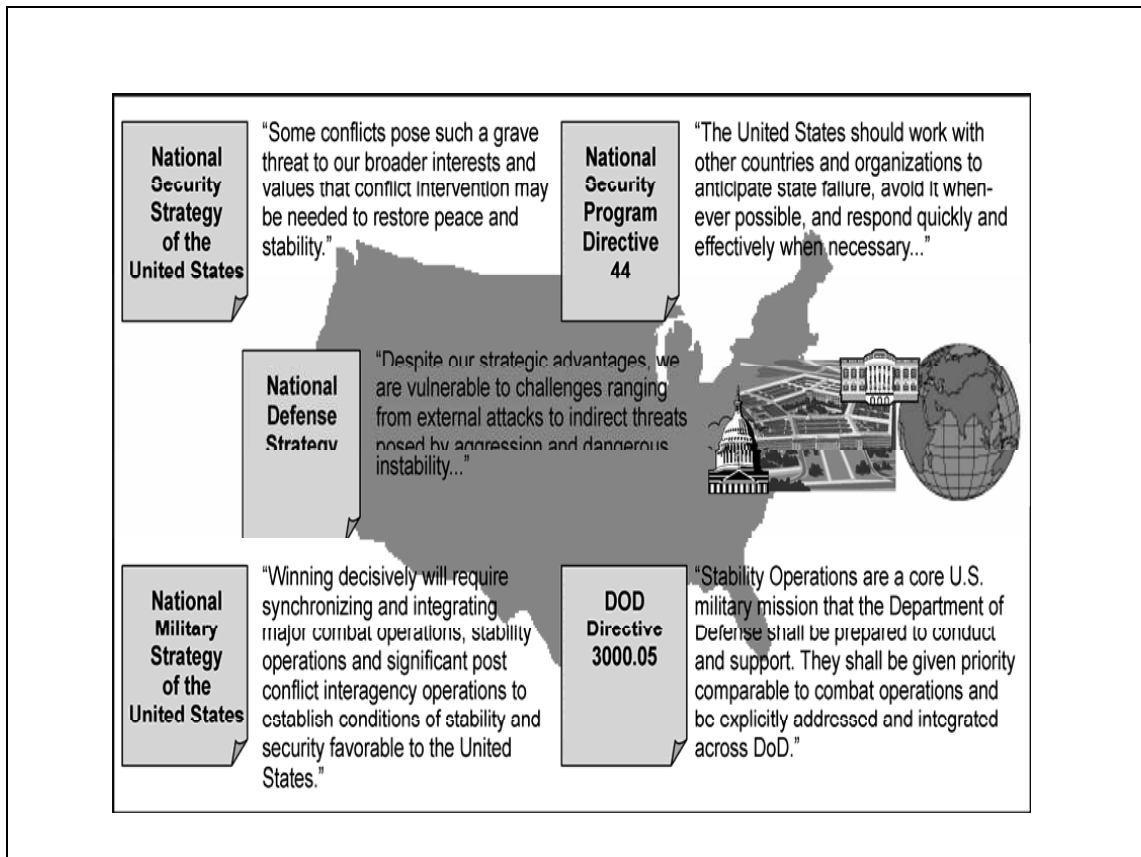 National
Security
Strategy
of the
United States
“Some conflicts pose such a grave
threat to our broader interests and
values that conflict intervention may
be needed to restore peace and
stability.”
National
Security
Program
Directive
44
“The United States should work with
other countries and organizations to
anticipate state failure, avoid it when-
ever possible, and respond quickly and
effectively when necessary...”
National
Defense
Strategy
“Despite our strategic advantages, we
are vulnerable to challenges ranging
from external attacks to indirect threats
posed by aggression and dangerous
instability...”
National
Military
Strategy
of the
United States
“Winning decisively will require
synchronizing and integrating
major combat operations, stability
operations and significant post
conflict interagency operations to
establish conditions of stability and
security favorable to the United
States.”
DOD
Directive
3000.05
“Stability Operations are a core U.S.
military mission that the Department of
Defense shall be prepared to conduct
and support. They shall be given priority
comparable to combat operations and
be explicitly addressed and integrated
across DoD.”